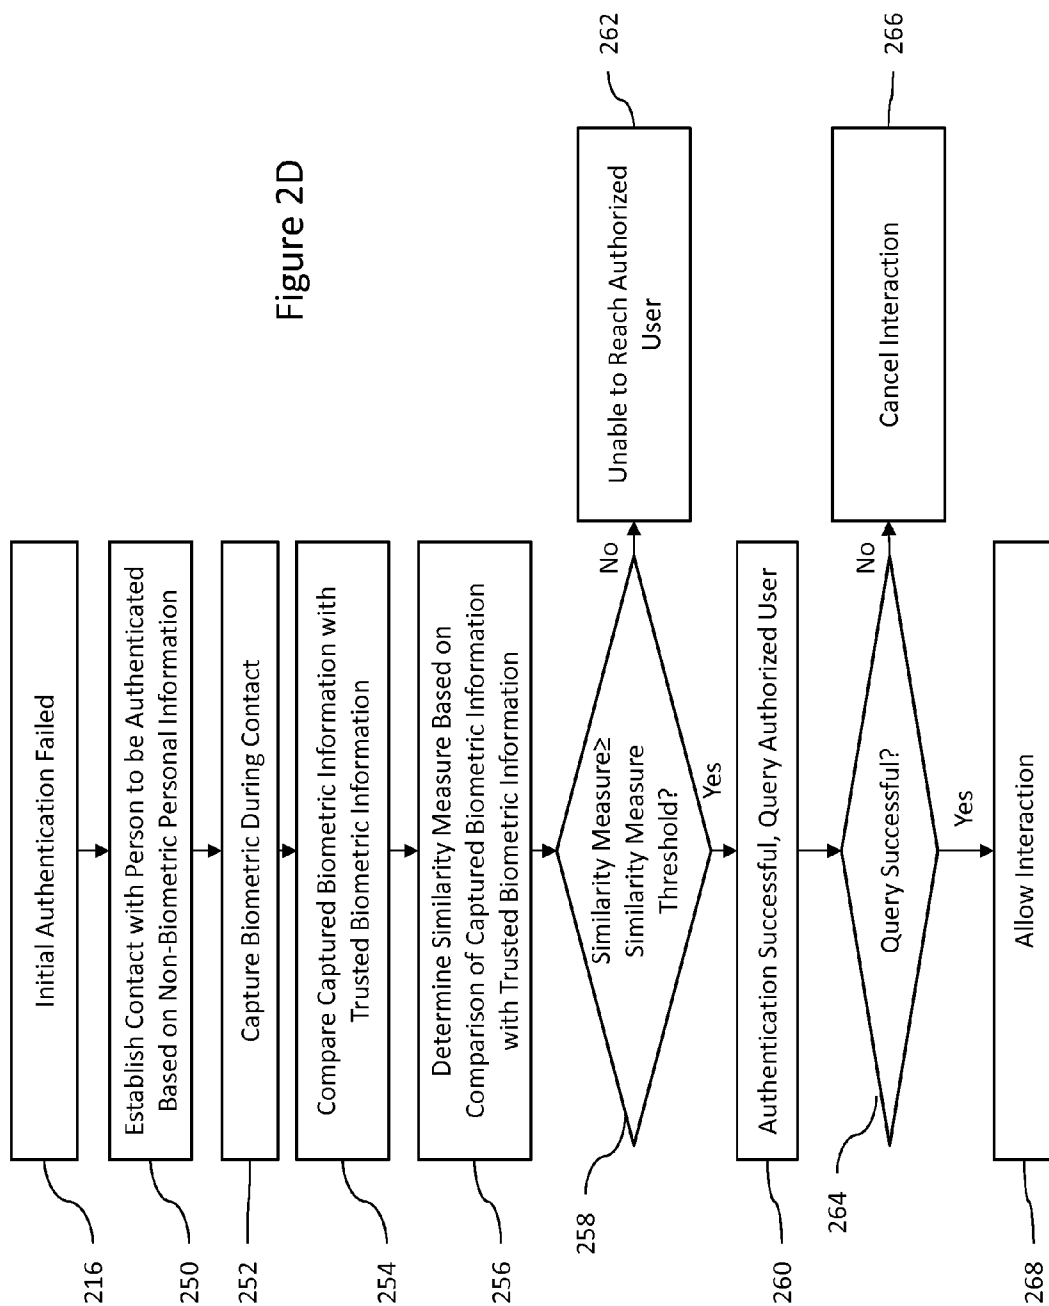 Figure 2D
216
Initial Authentication Failed
250
Establish Contact with Person to be Authenticated
Based on Non-Biometric Personal Information
252
Capture Biometric During Contact
254
Compare Captured Biometric Information with
Trusted Biometric Information
256
Determine Similarity Measure Based on
Comparison of Captured Biometric Information
with Trusted Biometric Information
258
Similarity Measure≥
Similarity Measure
Threshold?
No
Unable to Reach Authorized
User
262
Yes
260
Authentication Successful, Query Authorized User
264
Query Successful?
No
Cancel Interaction
266
Yes
268
Allow Interaction